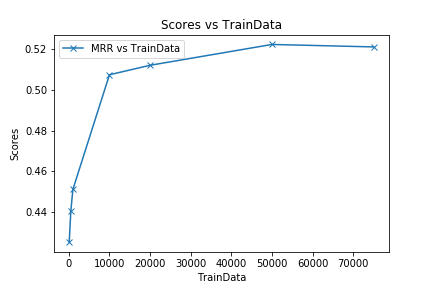 Scores vs TrainData
MRR vs TrainData
0.52
0.50
0.48
0.46
0.44
Scores
0 10000 20000 30000 40000 50000 60000 70000
TrainData